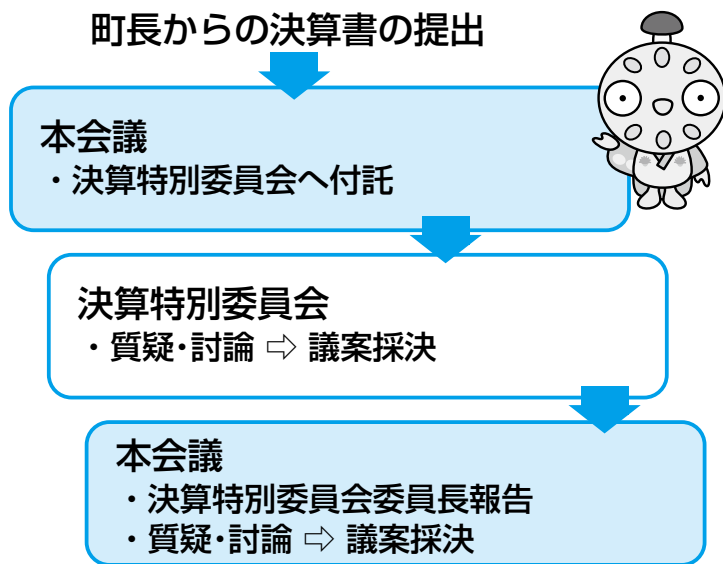 町長からの決算書の提出
本会議
・決算特別委員会へ付託
決算特別委員会
・質疑・討論 ⇨ 議案採決
本会議
・決算特別委員会委員長報告
・質疑・討論 ⇨ 議案採決